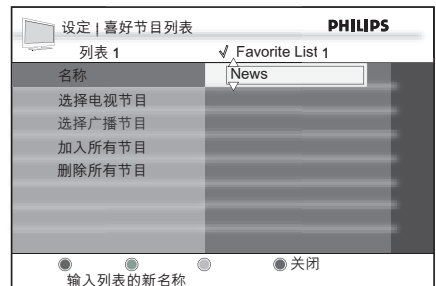 设定 | 喜好节目列表 PHILIPS
列表 1 √ Favorite List 1
名称 News
选择电视节目
选择广播节目
加入所有节目
删除所有节目
关闭
输入列表的新名称